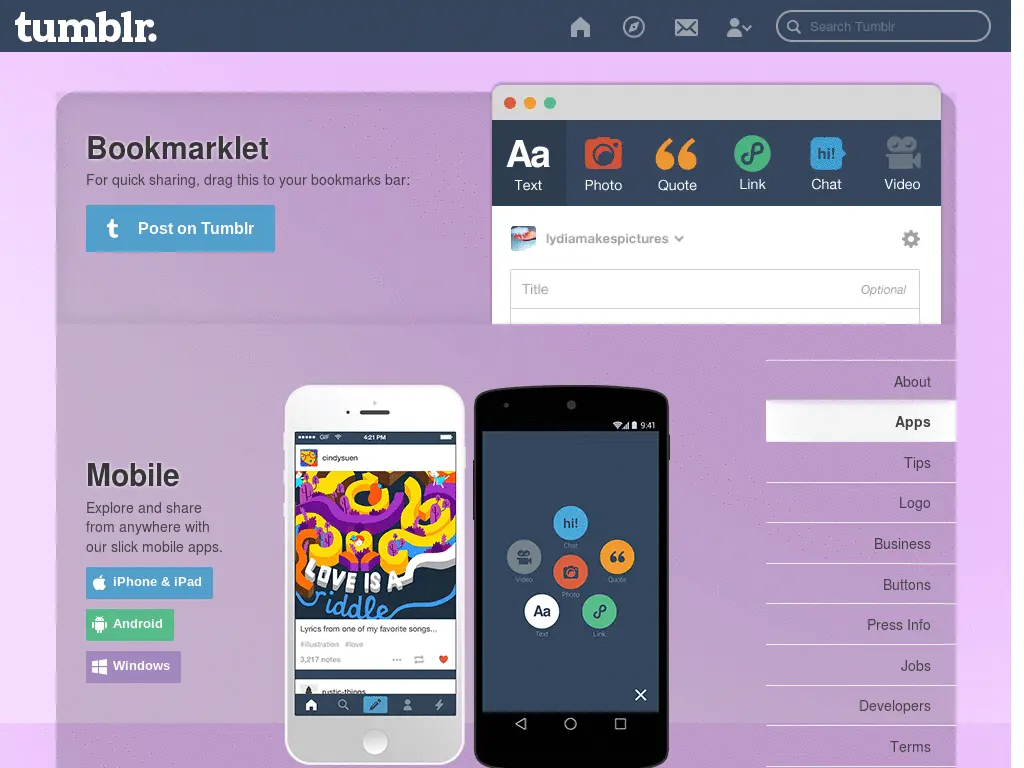 tumblr.
Search Tumblr
Bookmarklet
For quick sharing, drag this to your bookmarks bar:
t Post on Tumblr
Aa
Text
Photo
Quote
Link
hi!
Chat
Video
lydiamakespictures
Title
Optional
About
Apps
Tips
Logo
Business
Buttons
Press Info
Jobs
Developers
Terms
Mobile
Explore and share
from anywhere with
our slick mobile apps.
iPhone & iPad
Android
Windows
GIF 4:21 PM
cindysuen
LOVE IS A
riddle
Lyrics from one of my favorite songs...
#illustration #love
3,217 notes
rustic-things
9:41
hi!
Chat
Video
Quote
Photo
Aa
Text
Link